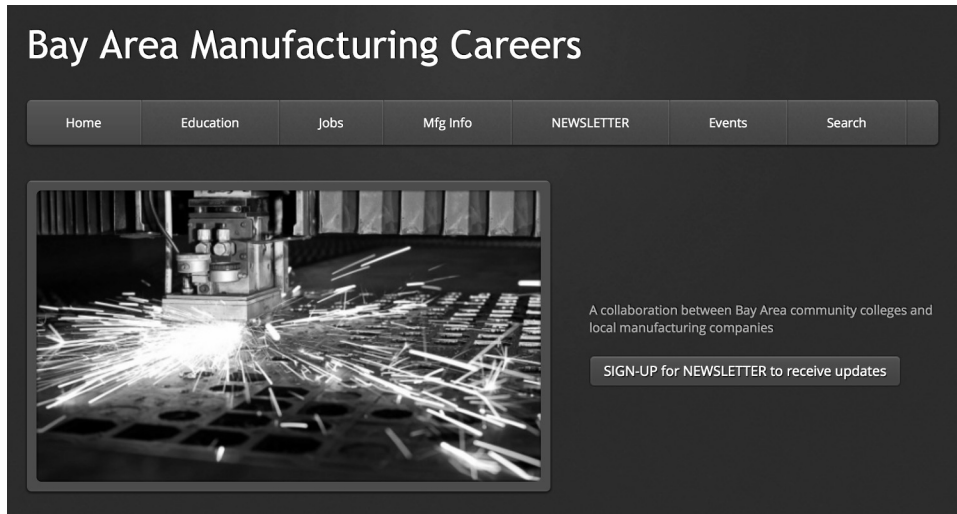 Bay Area Manufacturing Careers
Home Education Jobs Mfg Info NEWSLETTER Events Search
A collaboration between Bay Area community colleges and
local manufacturing companies
SIGN-UP for NEWSLETTER to receive updates